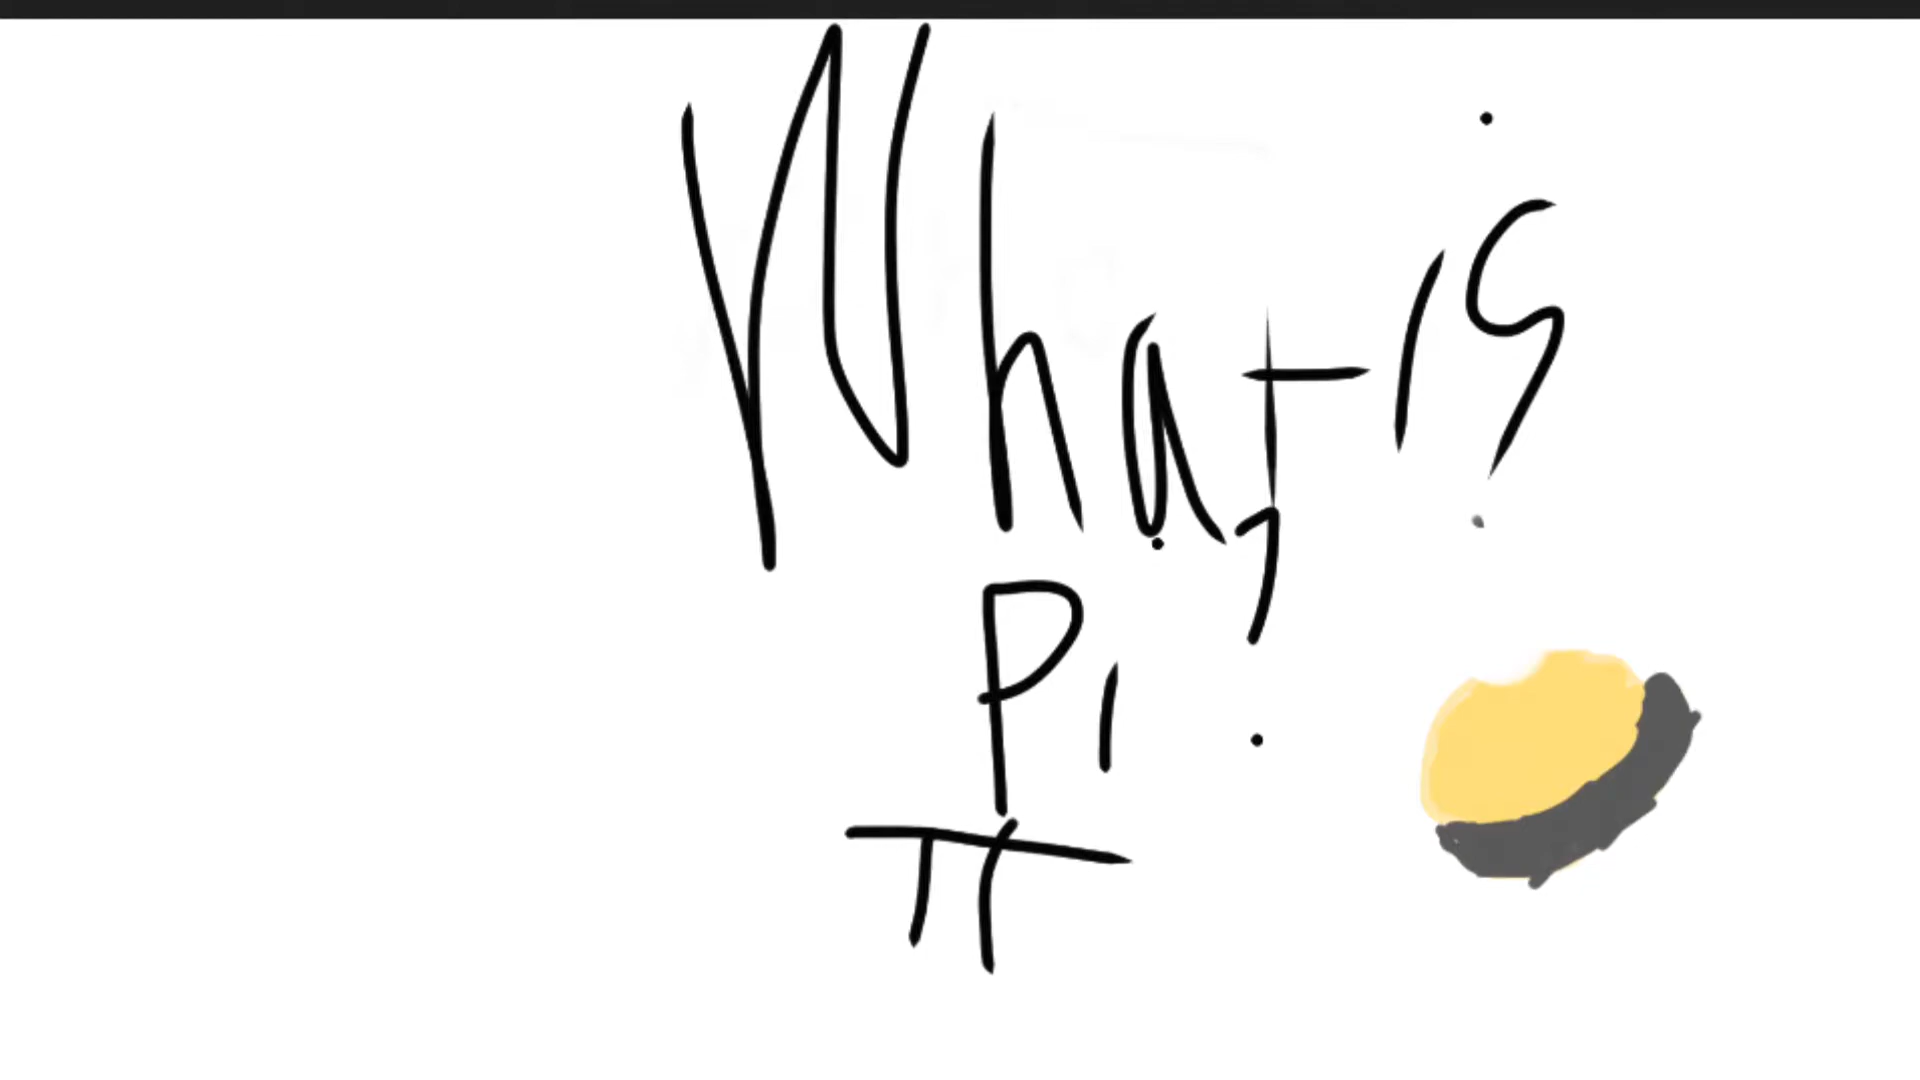 What is
Pi ?
π